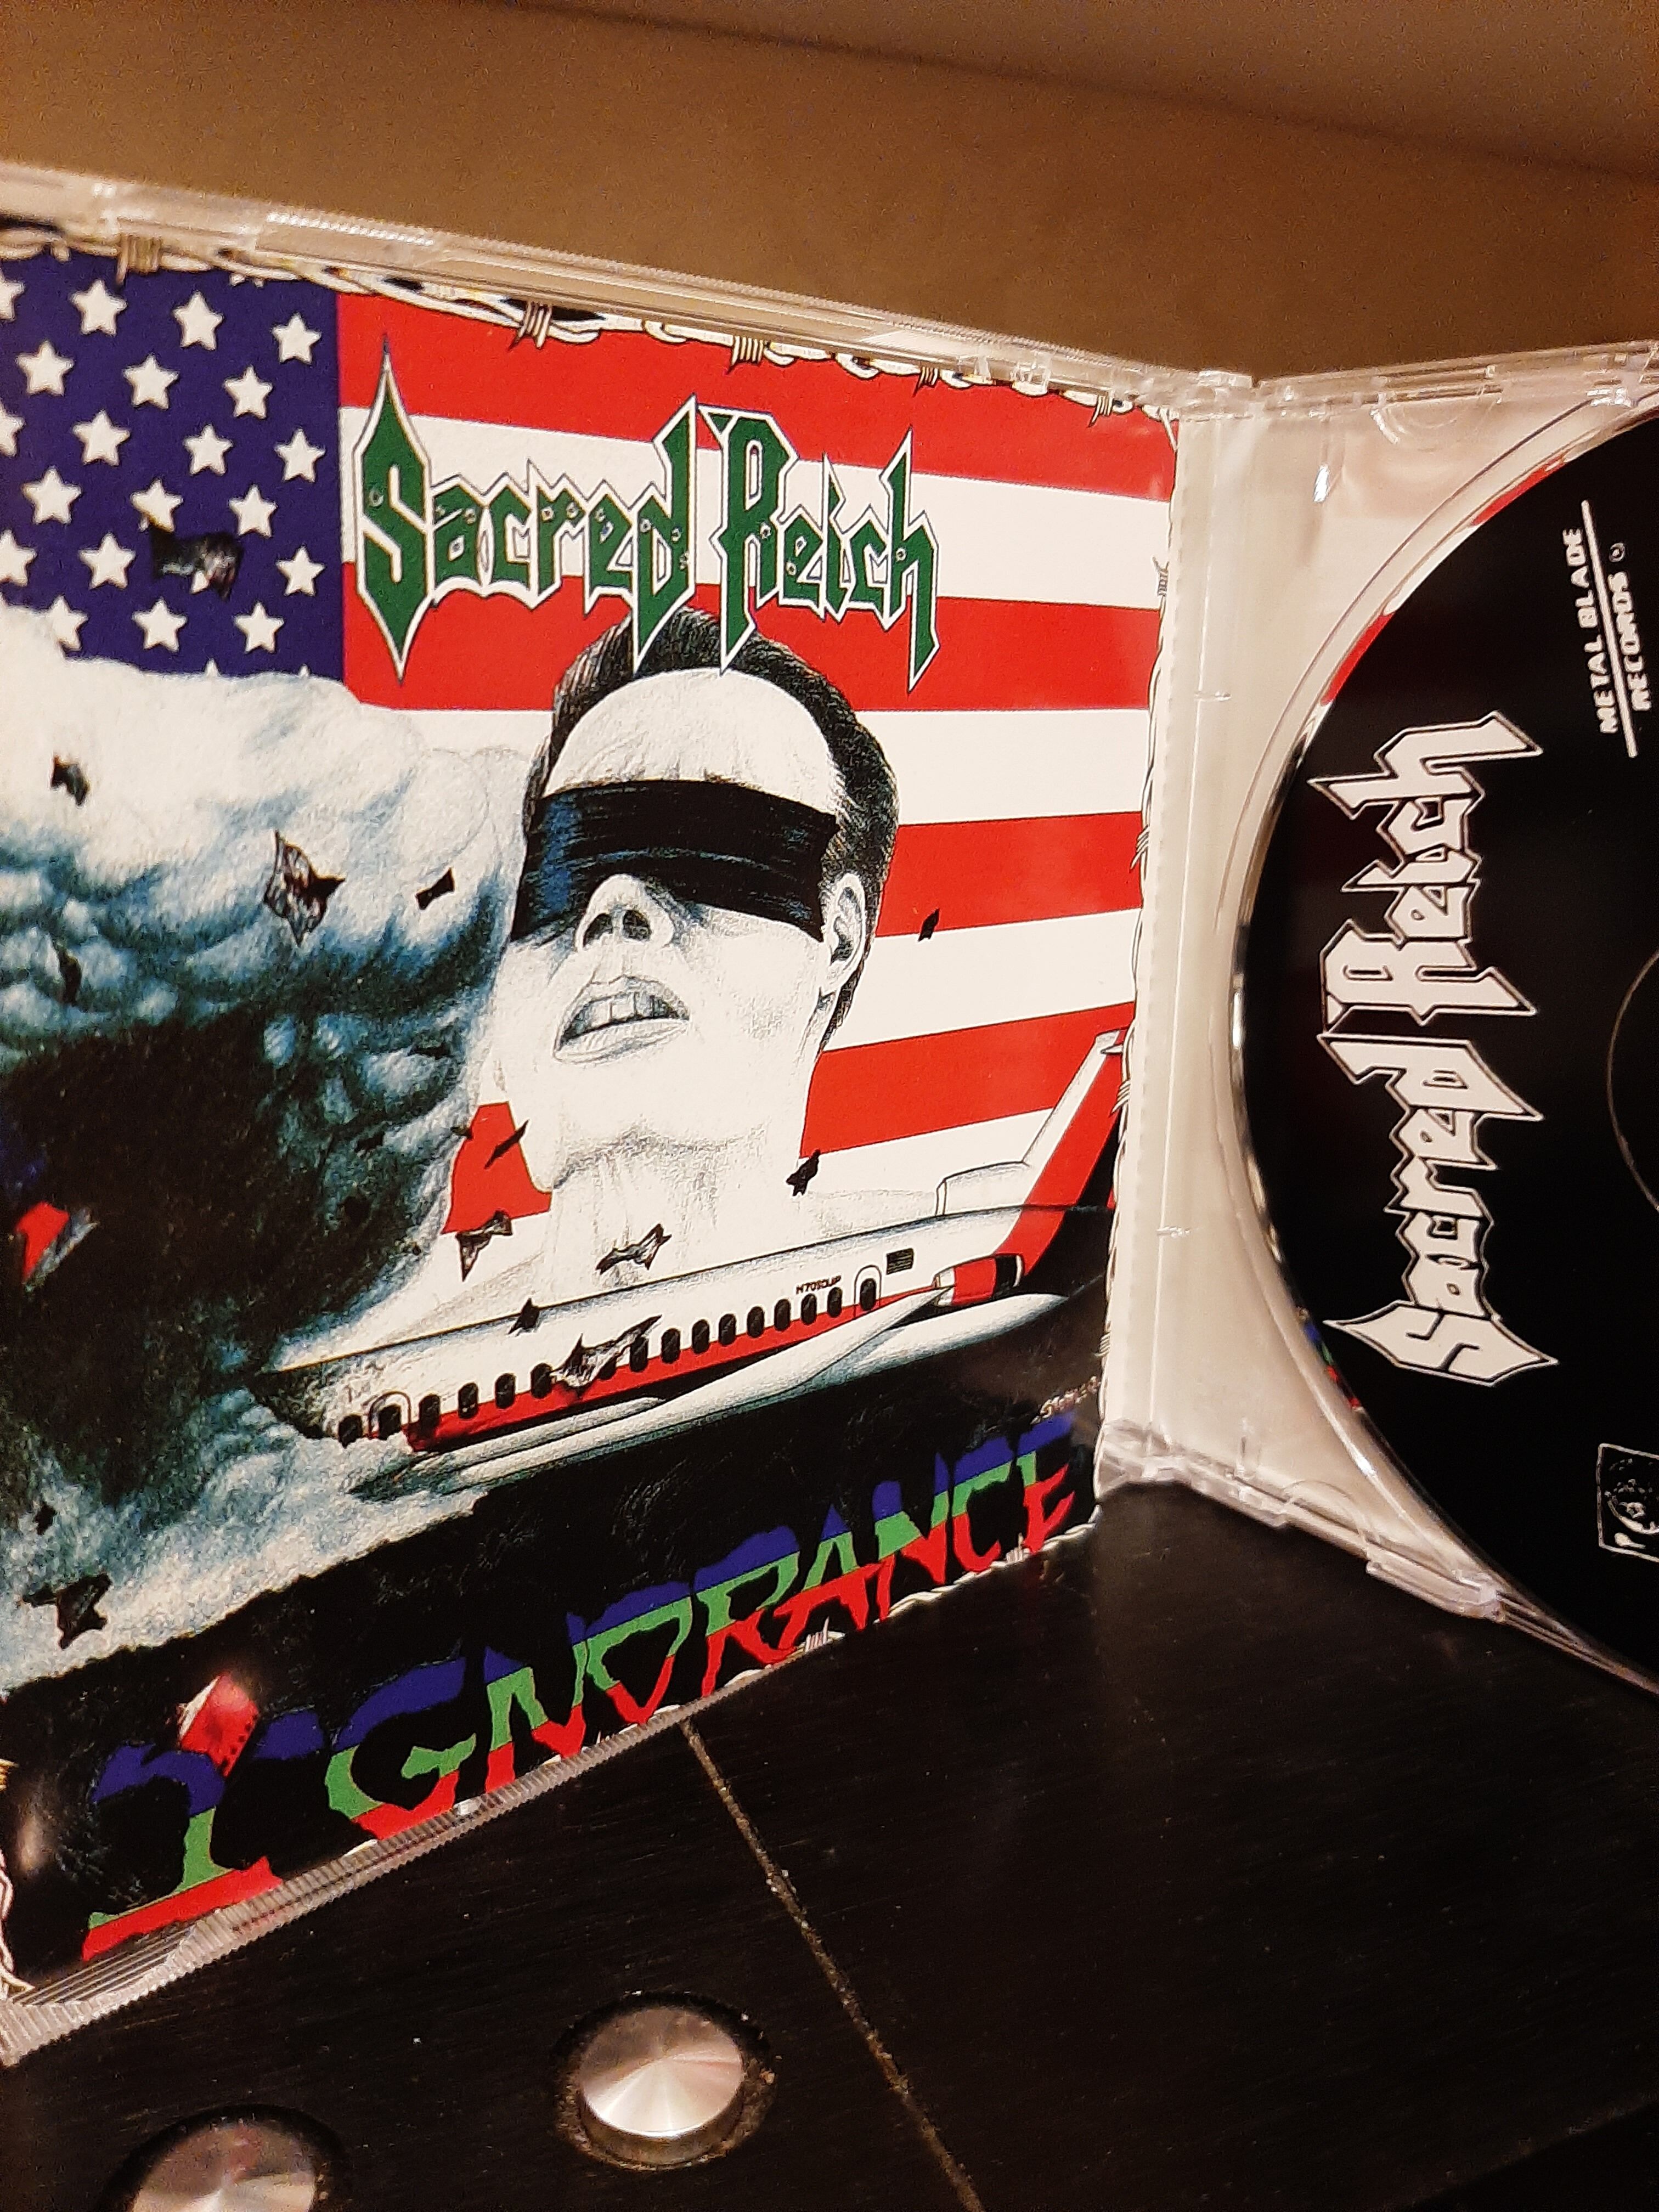 Sacred Reich
IGNORANCE
METAL BLADE
RECORDS ®
Sacred Reich